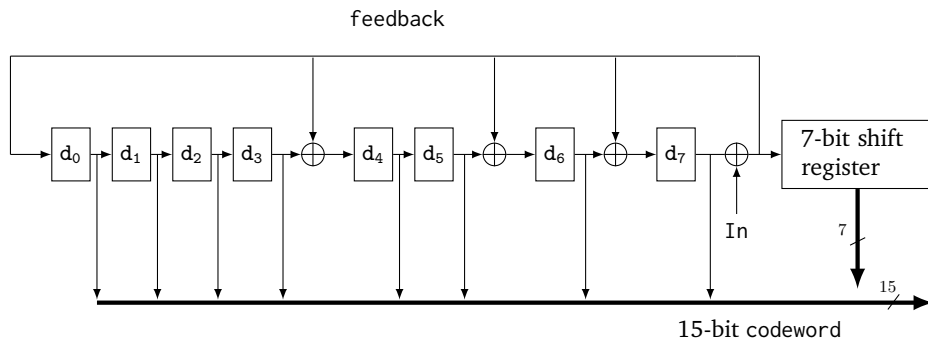 feedback
d₀ d₁ d₂ d₃ d₄ d₅ d₆ d₇
7-bit shift
register
In
7
15
15-bit codeword